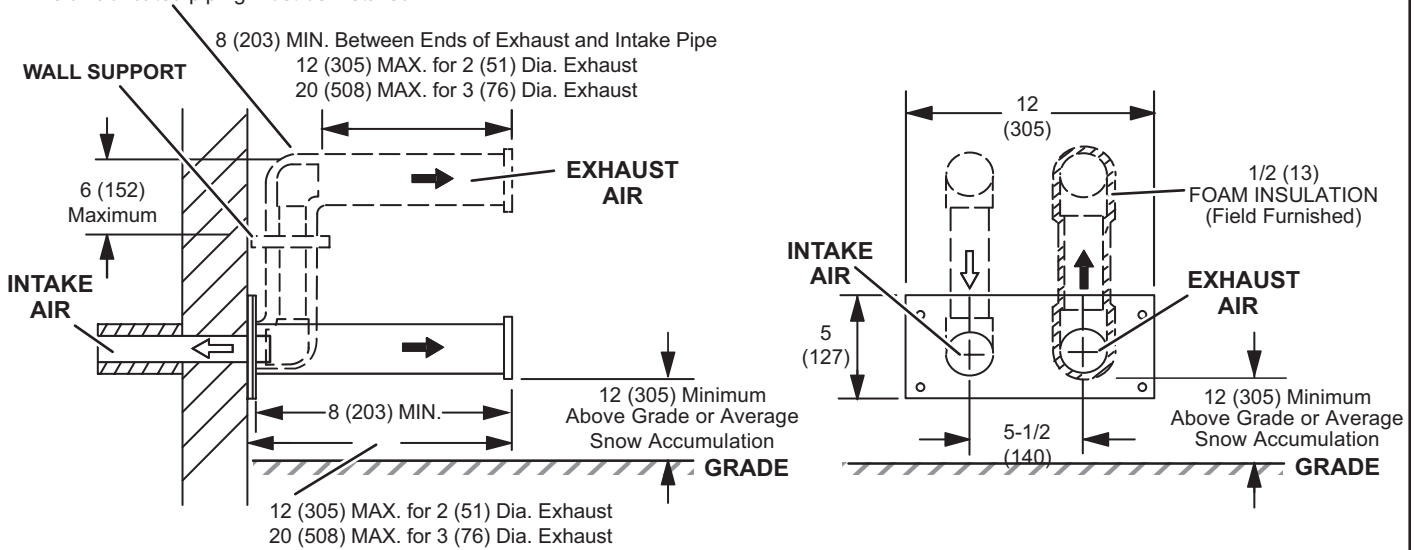 8 (203) MIN. Between Ends of Exhaust and Intake Pipe
12 (305) MAX. for 2 (51) Dia. Exhaust
20 (508) MAX. for 3 (76) Dia. Exhaust
WALL SUPPORT
EXHAUST
AIR
6 (152)
Maximum
INTAKE
AIR
8 (203) MIN.
12 (305) Minimum
Above Grade or Average
Snow Accumulation
GRADE
12 (305) MAX. for 2 (51) Dia. Exhaust
20 (508) MAX. for 3 (76) Dia. Exhaust
12
(305)
1/2 (13)
FOAM INSULATION
(Field Furnished)
INTAKE
AIR
EXHAUST
AIR
5
(127)
12 (305) Minimum
Above Grade or Average
Snow Accumulation
5-1/2
(140)
GRADE